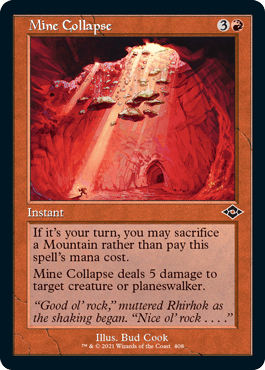 Mine Collapse
3
Instant
If it's your turn, you may sacrifice
a Mountain rather than pay this
spell's mana cost.
Mine Collapse deals 5 damage to
target creature or planeswalker.
"Good ol' rock," muttered Rhirhok as
the shaking began. "Nice ol' rock . . . ."
Illus. Bud Cook
™ & © 2021 Wizards of the Coast 408